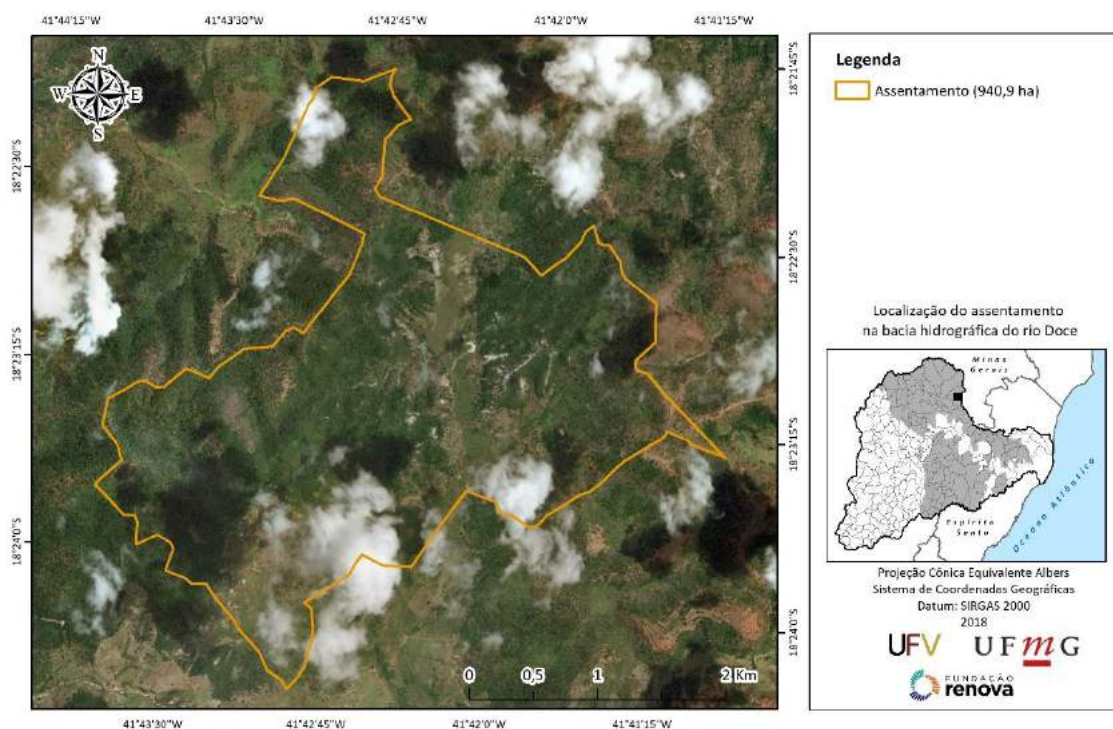 41°44'15"W 41°43'30"W 41°42'45"W 41°42'0"W 41°41'15"W
N
W E
S
18°21'45"S
18°22'30"S
18°22'30"S
18°23'15"S
18°23'15"S
18°24'0"S
18°24'0"S
0 0,5 1 2 Km
41°43'30"W 41°42'45"W 41°42'0"W 41°41'15"W
Legenda
Assentamento (940,9 ha)
Localização do assentamento
na bacia hidrográfica do rio Doce
Minas
Gerais
Espírito
Santo
Oceano Atlântico
Projeção Cônica Equivalente Albers
Sistema de Coordenadas Geográficas
Datum: SIRGAS 2000
2018
UFV UFmG
FUNDAÇÃO
renova